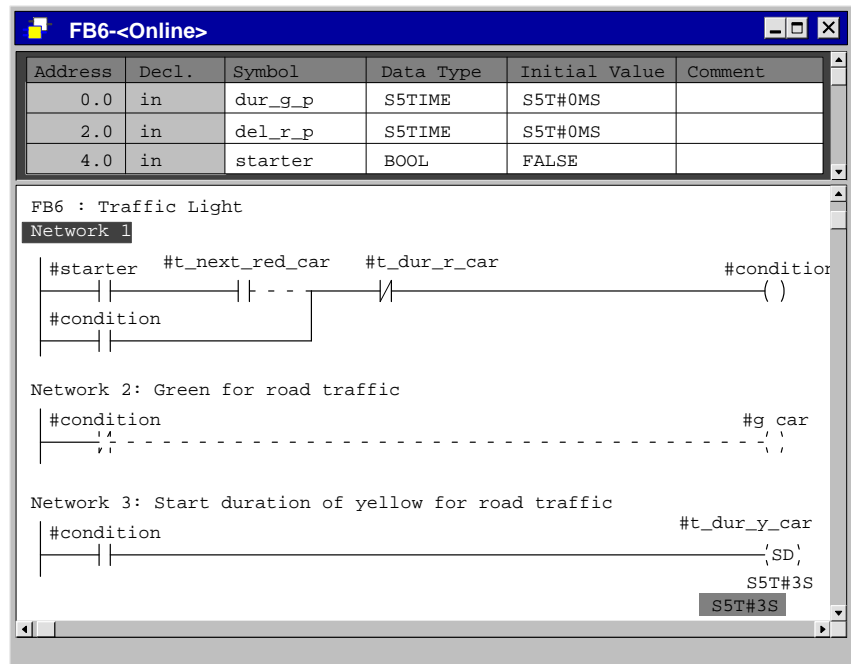 FB6-<Online>
Address Decl. Symbol Data Type Initial Value Comment
0.0 in dur_g_p S5TIME S5T#0MS
2.0 in del_r_p S5TIME S5T#0MS
4.0 in starter BOOL FALSE
FB6 : Traffic Light
Network 1
#starter #t_next_red_car #t_dur_r_car #condition
#condition
Network 2: Green for road traffic
#condition #g_car
Network 3: Start duration of yellow for road traffic
#t_dur_y_car
#condition
SD
S5T#3S
S5T#3S